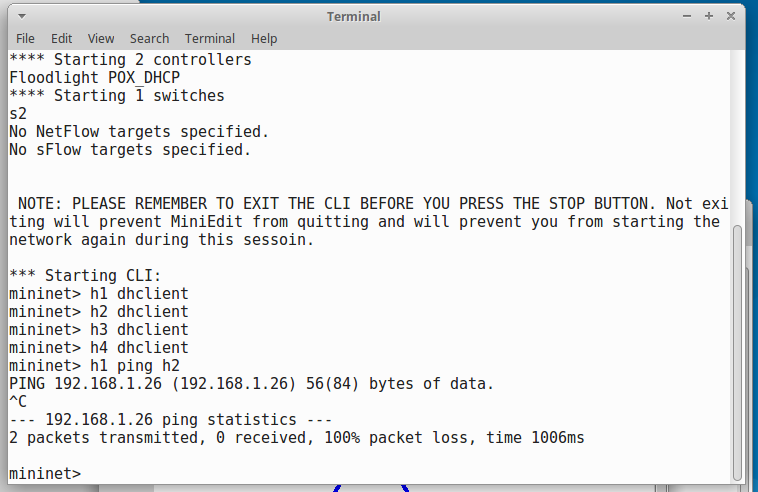 Terminal
File Edit View Search Terminal Help
**** Starting 2 controllers
Floodlight POX_DHCP
**** Starting 1 switches
s2
No NetFlow targets specified.
No sFlow targets specified.
NOTE: PLEASE REMEMBER TO EXIT THE CLI BEFORE YOU PRESS THE STOP BUTTON. Not exi
ting will prevent MiniEdit from quitting and will prevent you from starting the
network again during this sessoin.
*** Starting CLI:
mininet> h1 dhclient
mininet> h2 dhclient
mininet> h3 dhclient
mininet> h4 dhclient
mininet> h1 ping h2
PING 192.168.1.26 (192.168.1.26) 56(84) bytes of data.
^C
--- 192.168.1.26 ping statistics ---
2 packets transmitted, 0 received, 100% packet loss, time 1006ms
mininet>